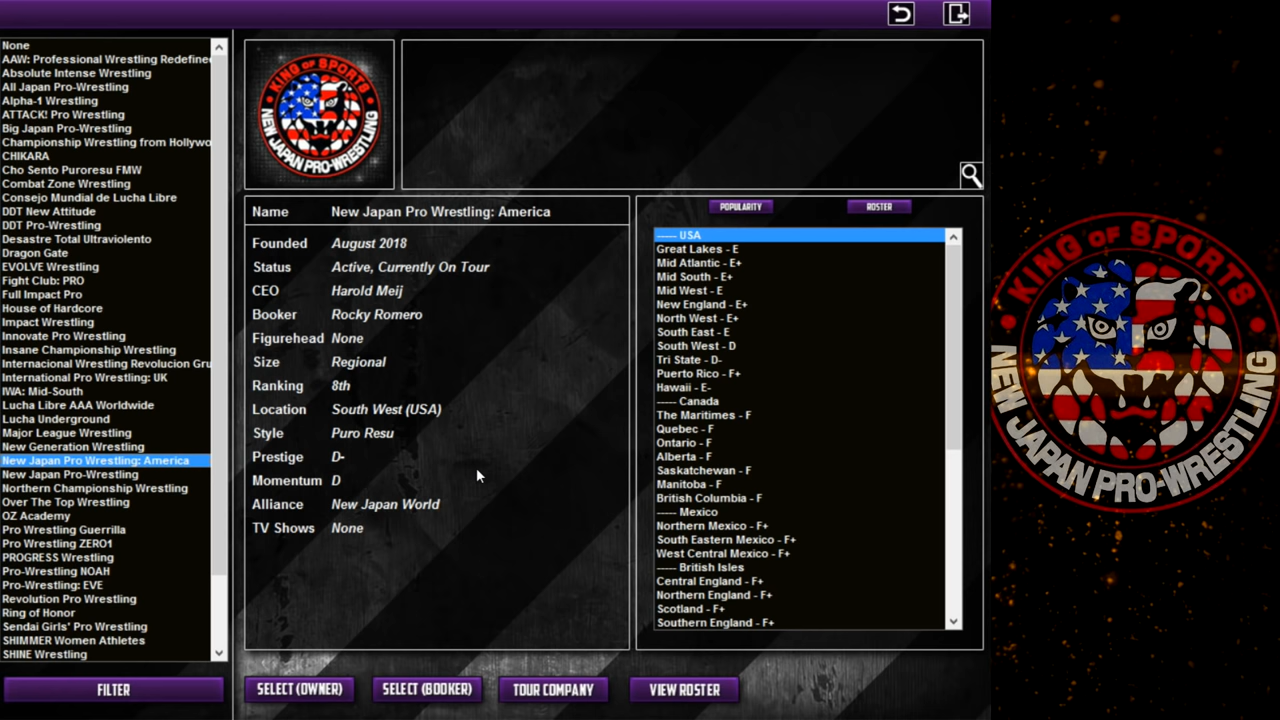 None
AAW: Professional Wrestling Redefined
Absolute Intense Wrestling
All Japan Pro-Wrestling
Alpha-1 Wrestling
ATTACK! Pro Wrestling
Big Japan Pro-Wrestling
Championship Wrestling from Hollywo
CHIKARA
Cho Sento Puroresu FMW
Combat Zone Wrestling
Consejo Mundial de Lucha Libre
DDT New Attitude
DDT Pro-Wrestling
Desastre Total Ultraviolento
Dragon Gate
EVOLVE Wrestling
Fight Club: PRO
Full Impact Pro
House of Hardcore
Impact Wrestling
Innovate Pro Wrestling
Insane Championship Wrestling
Internacional Wrestling Revolucion Gru
International Pro Wrestling: UK
IWA: Mid-South
Lucha Libre AAA Worldwide
Lucha Underground
Major League Wrestling
New Generation Wrestling
New Japan Pro Wrestling: America
New Japan Pro-Wrestling
Northern Championship Wrestling
Over The Top Wrestling
OZ Academy
Pro Wrestling Guerrilla
Pro Wrestling ZERO1
PROGRESS Wrestling
Pro-Wrestling NOAH
Pro-Wrestling: EVE
Revolution Pro Wrestling
Ring of Honor
Sendai Girls' Pro Wrestling
SHIMMER Women Athletes
SHINE Wrestling
FILTER
KING OF SPORTS
NEW JAPAN PRO-WRESTLING
Name New Japan Pro Wrestling: America
Founded August 2018
Status Active, Currently On Tour
CEO Harold Meij
Booker Rocky Romero
Figurehead None
Size Regional
Ranking 8th
Location South West (USA)
Style Puro Resu
Prestige D-
Momentum D
Alliance New Japan World
TV Shows None
POPULARITY ROSTER
----- USA
Great Lakes - E
Mid Atlantic - E+
Mid South - E+
Mid West - E
New England - E+
North West - E+
South East - E
South West - D
Tri State - D-
Puerto Rico - F+
Hawaii - E-
----- Canada
The Maritimes - F
Quebec - F
Ontario - F
Alberta - F
Saskatchewan - F
Manitoba - F
British Columbia - F
----- Mexico
Northern Mexico - F+
South Eastern Mexico - F+
West Central Mexico - F+
----- British Isles
Central England - F+
Northern England - F+
Scotland - F+
Southern England - F+
SELECT (OWNER) SELECT (BOOKER) TOUR COMPANY VIEW ROSTER
KING OF SPORTS
NEW JAPAN PRO-WRESTLING